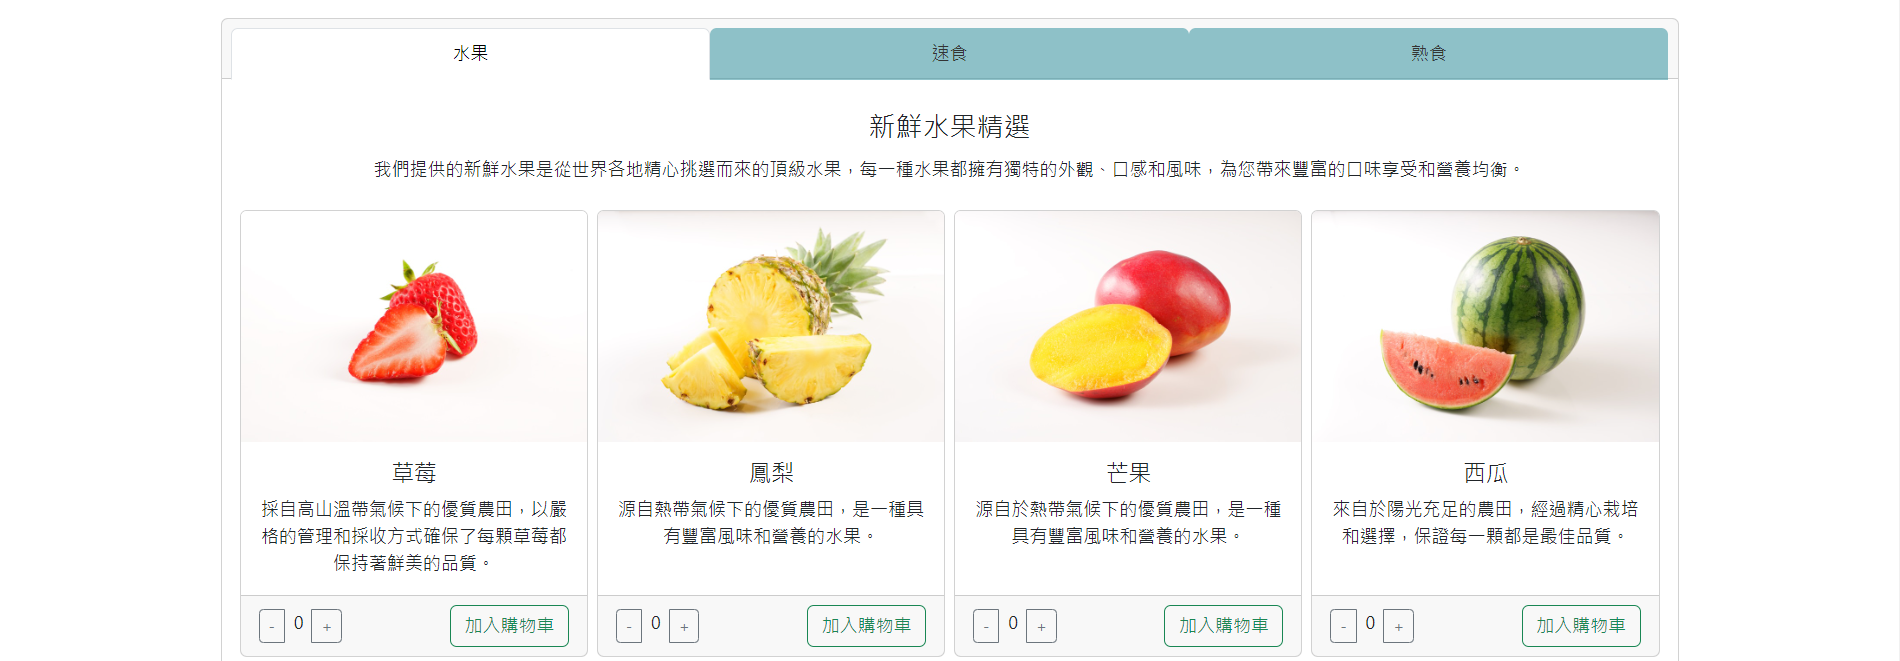 水果
速食
熟食
新鮮水果精選
我們提供的新鮮水果是從世界各地精心挑選而來的頂級水果，每一種水果都擁有獨特的外觀、口感和風味，為您帶來豐富的口味享受和營養均衡。
草莓
採自高山溫帶氣候下的優質農田，以嚴
格的管理和採收方式確保了每顆草莓都
保持著鮮美的品質。
- 0 +
加入購物車
鳳梨
源自熱帶氣候下的優質農田，是一種具
有豐富風味和營養的水果。
- 0 +
加入購物車
芒果
源自於熱帶氣候下的優質農田，是一種
具有豐富風味和營養的水果。
- 0 +
加入購物車
西瓜
來自於陽光充足的農田，經過精心栽培
和選擇，保證每一顆都是最佳品質。
- 0 +
加入購物車